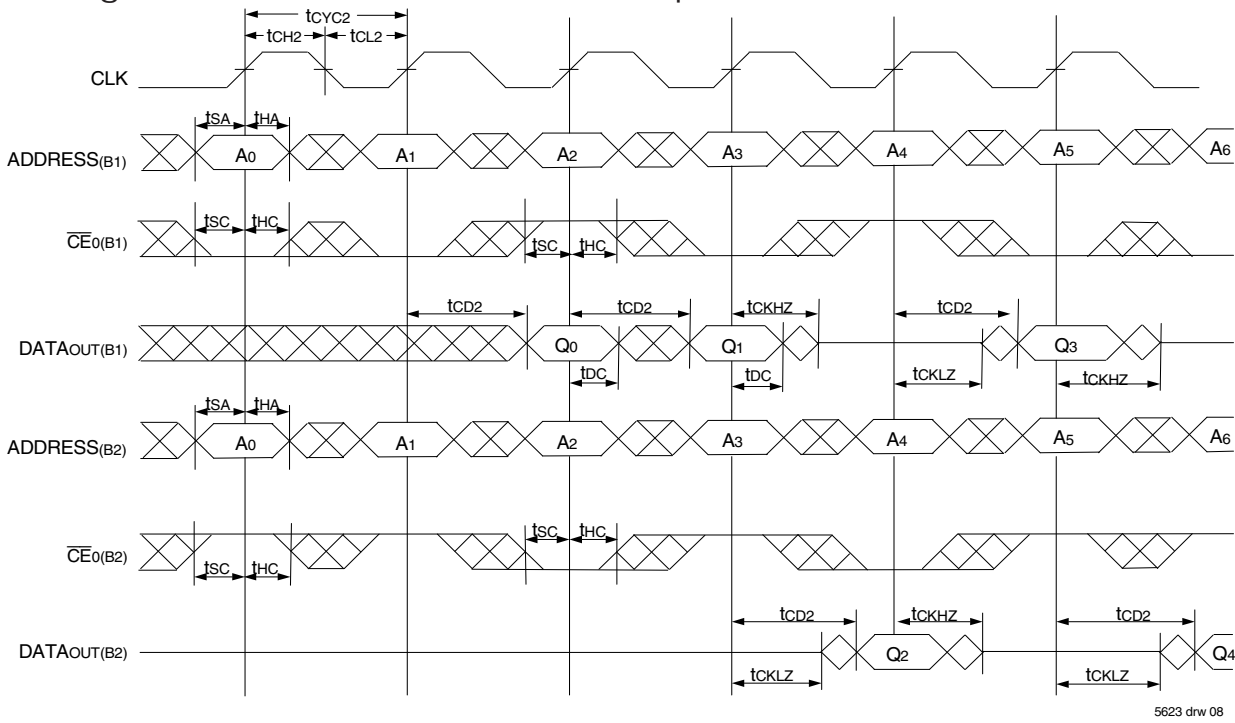 tCYC2
tCH2 tCL2
CLK
tSA tHA
ADDRESS(B1) A0 A1 A2 A3 A4 A5 A6
tSC tHC
CE0(B1)
tSC tHC
tCD2 tCD2 tCKHZ tCD2
DATAOUT(B1) Q0 Q1 Q3
tDC tDC tCKLZ tCKHZ
tSA tHA
ADDRESS(B2) A0 A1 A2 A3 A4 A5 A6
tSC tHC
CE0(B2)
tSC tHC
tCD2 tCKHZ tCD2
DATAOUT(B2) Q2 Q4
tCKLZ tCKLZ
5623 drw 08